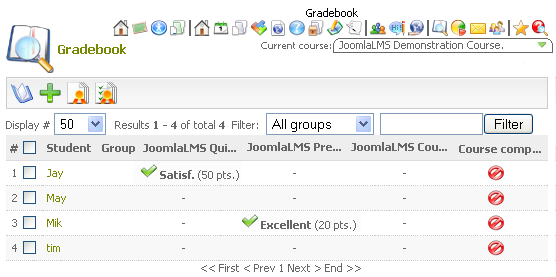 Gradebook
Gradebook
Current course: JoomlaLMS Demonstration Course.
Display # 50 Results 1 - 4 of total 4 Filter: All groups Filter
# Student Group JoomlaLMS Qui... JoomlaLMS Pre... JoomlaLMS Cou... Course comp...
1 Jay Satisf. (50 pts.) - -
2 May - - -
3 Mik - Excellent (20 pts.) -
4 tim - - -
<< First < Prev 1 Next > End >>